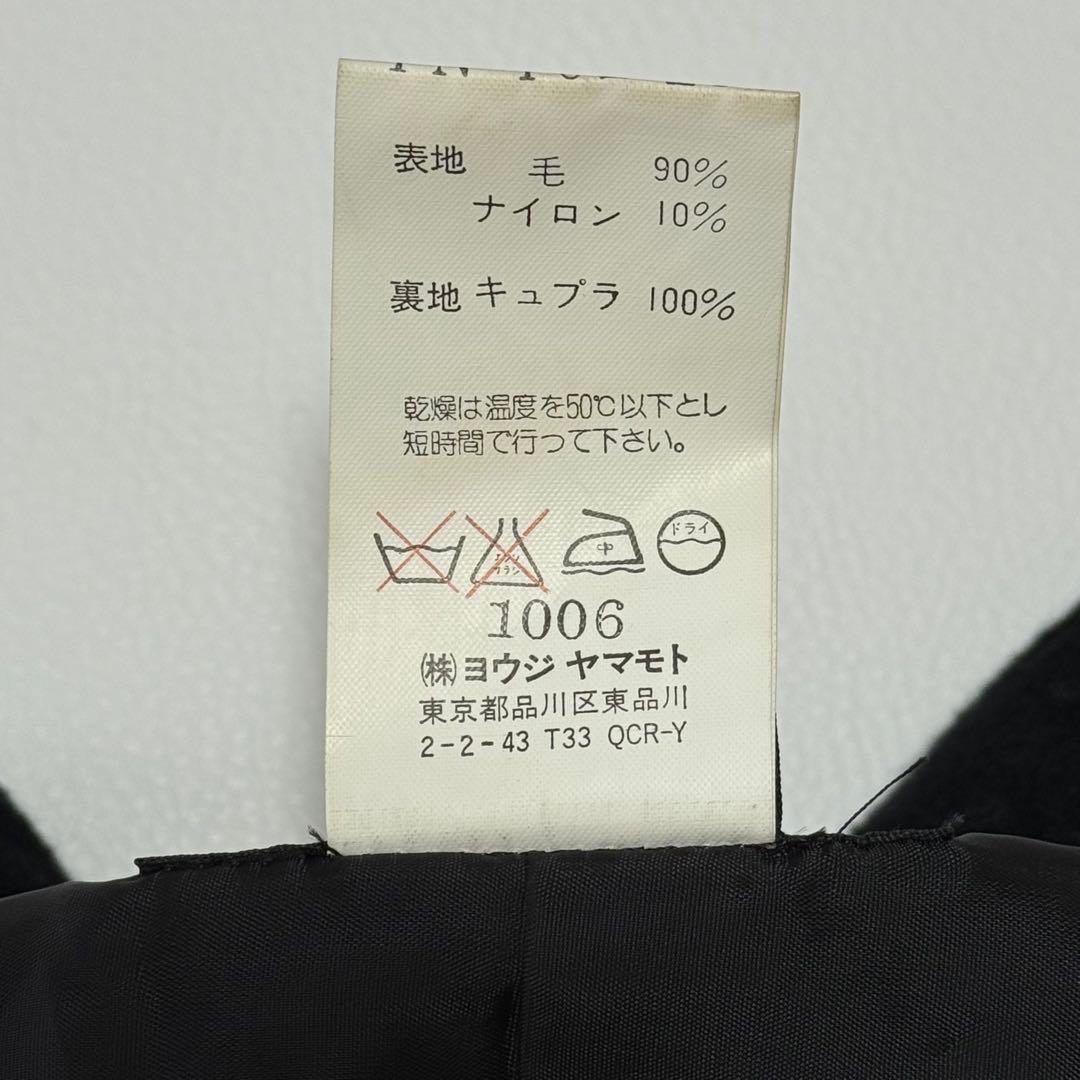 表地 毛 90%
ナイロン 10%
裏地 キュプラ 100%
乾燥は温度を50℃以下とし
短時間で行って下さい。
中
ドライ
1006
(株)ヨウジ ヤマモト
東京都品川区東品川
2-2-43 T33 QCR-Y